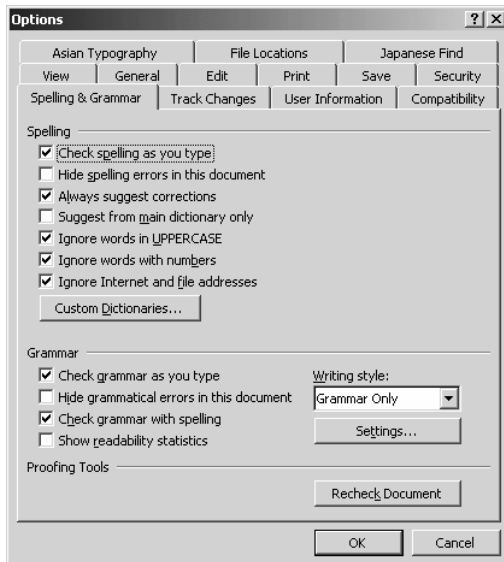 Options
Asian Typography File Locations Japanese Find
View General Edit Print Save Security
Spelling & Grammar Track Changes User Information Compatibility
Spelling
Check spelling as you type
Hide spelling errors in this document
Always suggest corrections
Suggest from main dictionary only
Ignore words in UPPERCASE
Ignore words with numbers
Ignore Internet and file addresses
Custom Dictionaries...
Grammar
Check grammar as you type Writing style:
Hide grammatical errors in this document Grammar Only
Check grammar with spelling
Show readability statistics Settings...
Proofing Tools
Recheck Document
OK Cancel